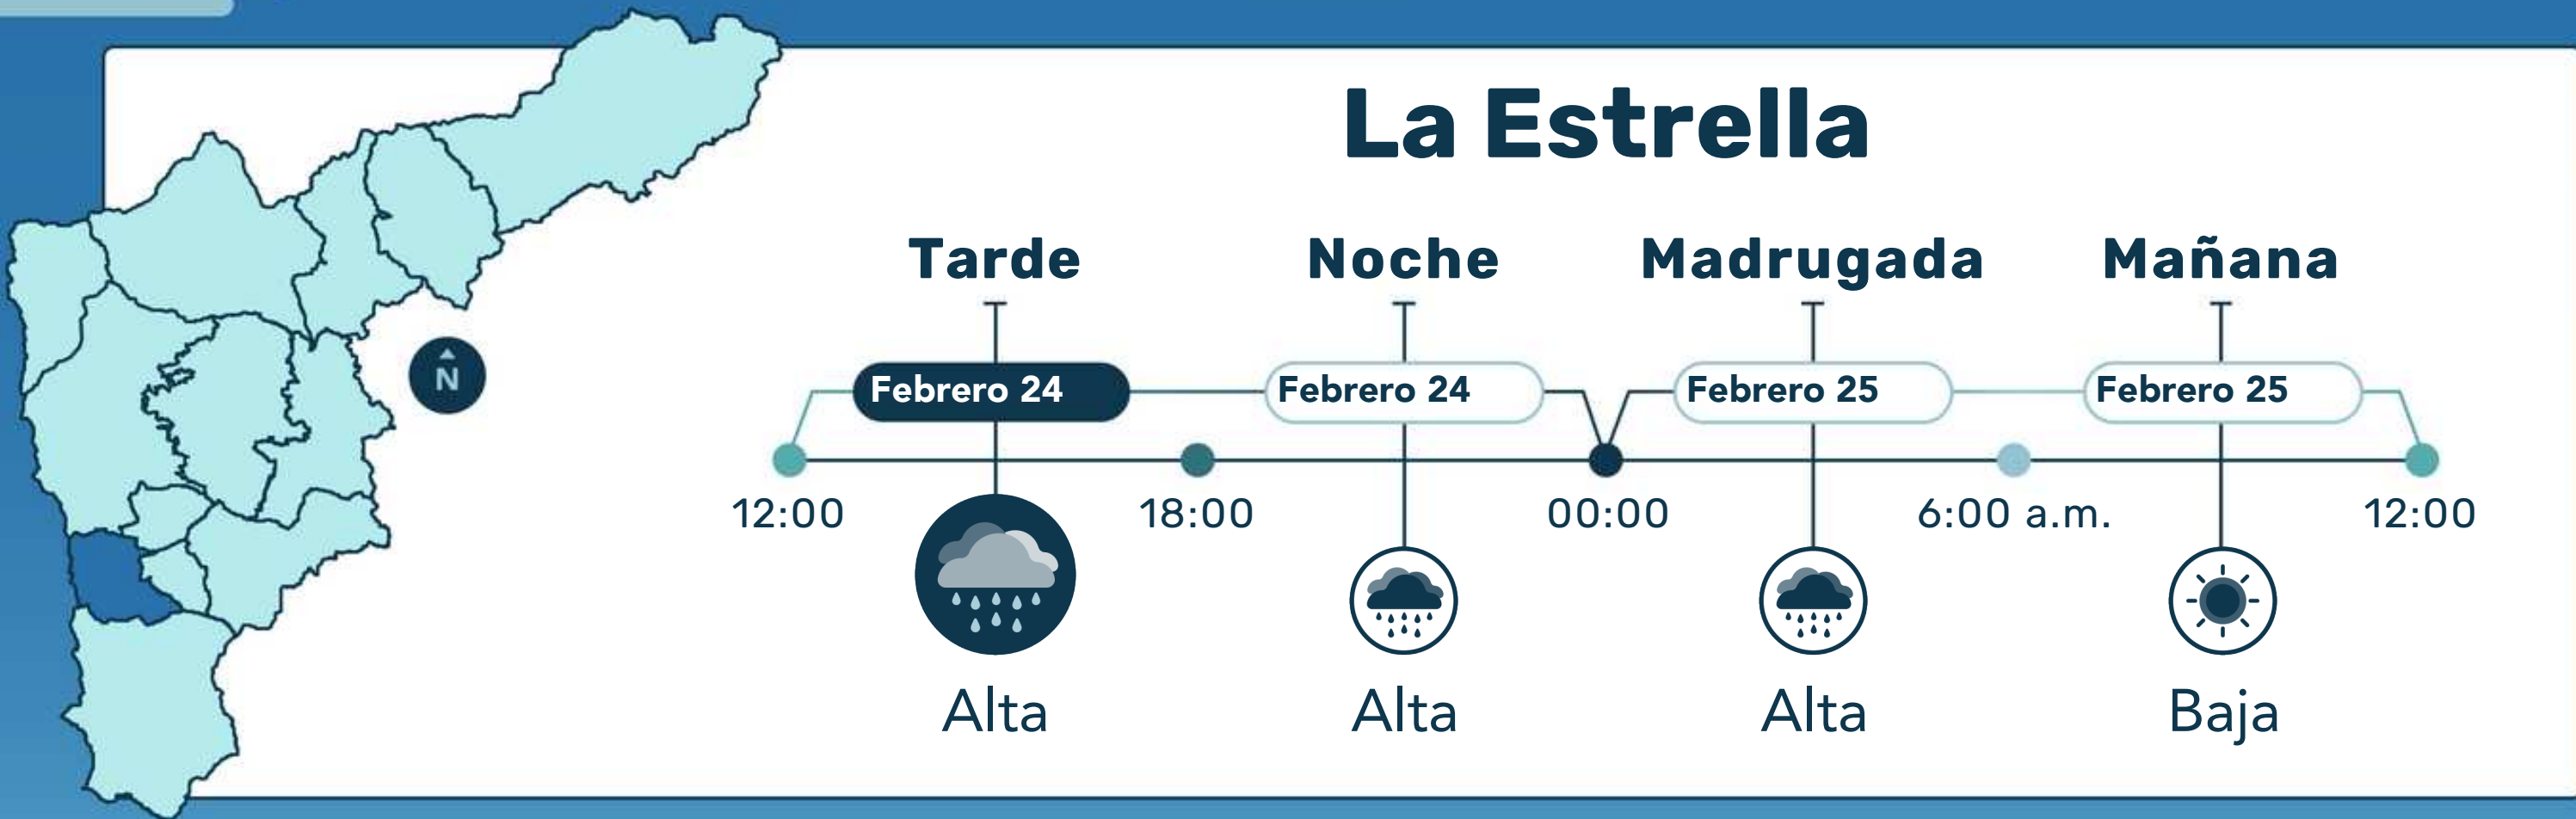 La Estrella
Tarde
Noche
Madrugada
Mañana
Febrero 24
Febrero 24
Febrero 25
Febrero 25
N
12:00
18:00
00:00
6:00 a.m.
12:00
Alta
Alta
Alta
Baja